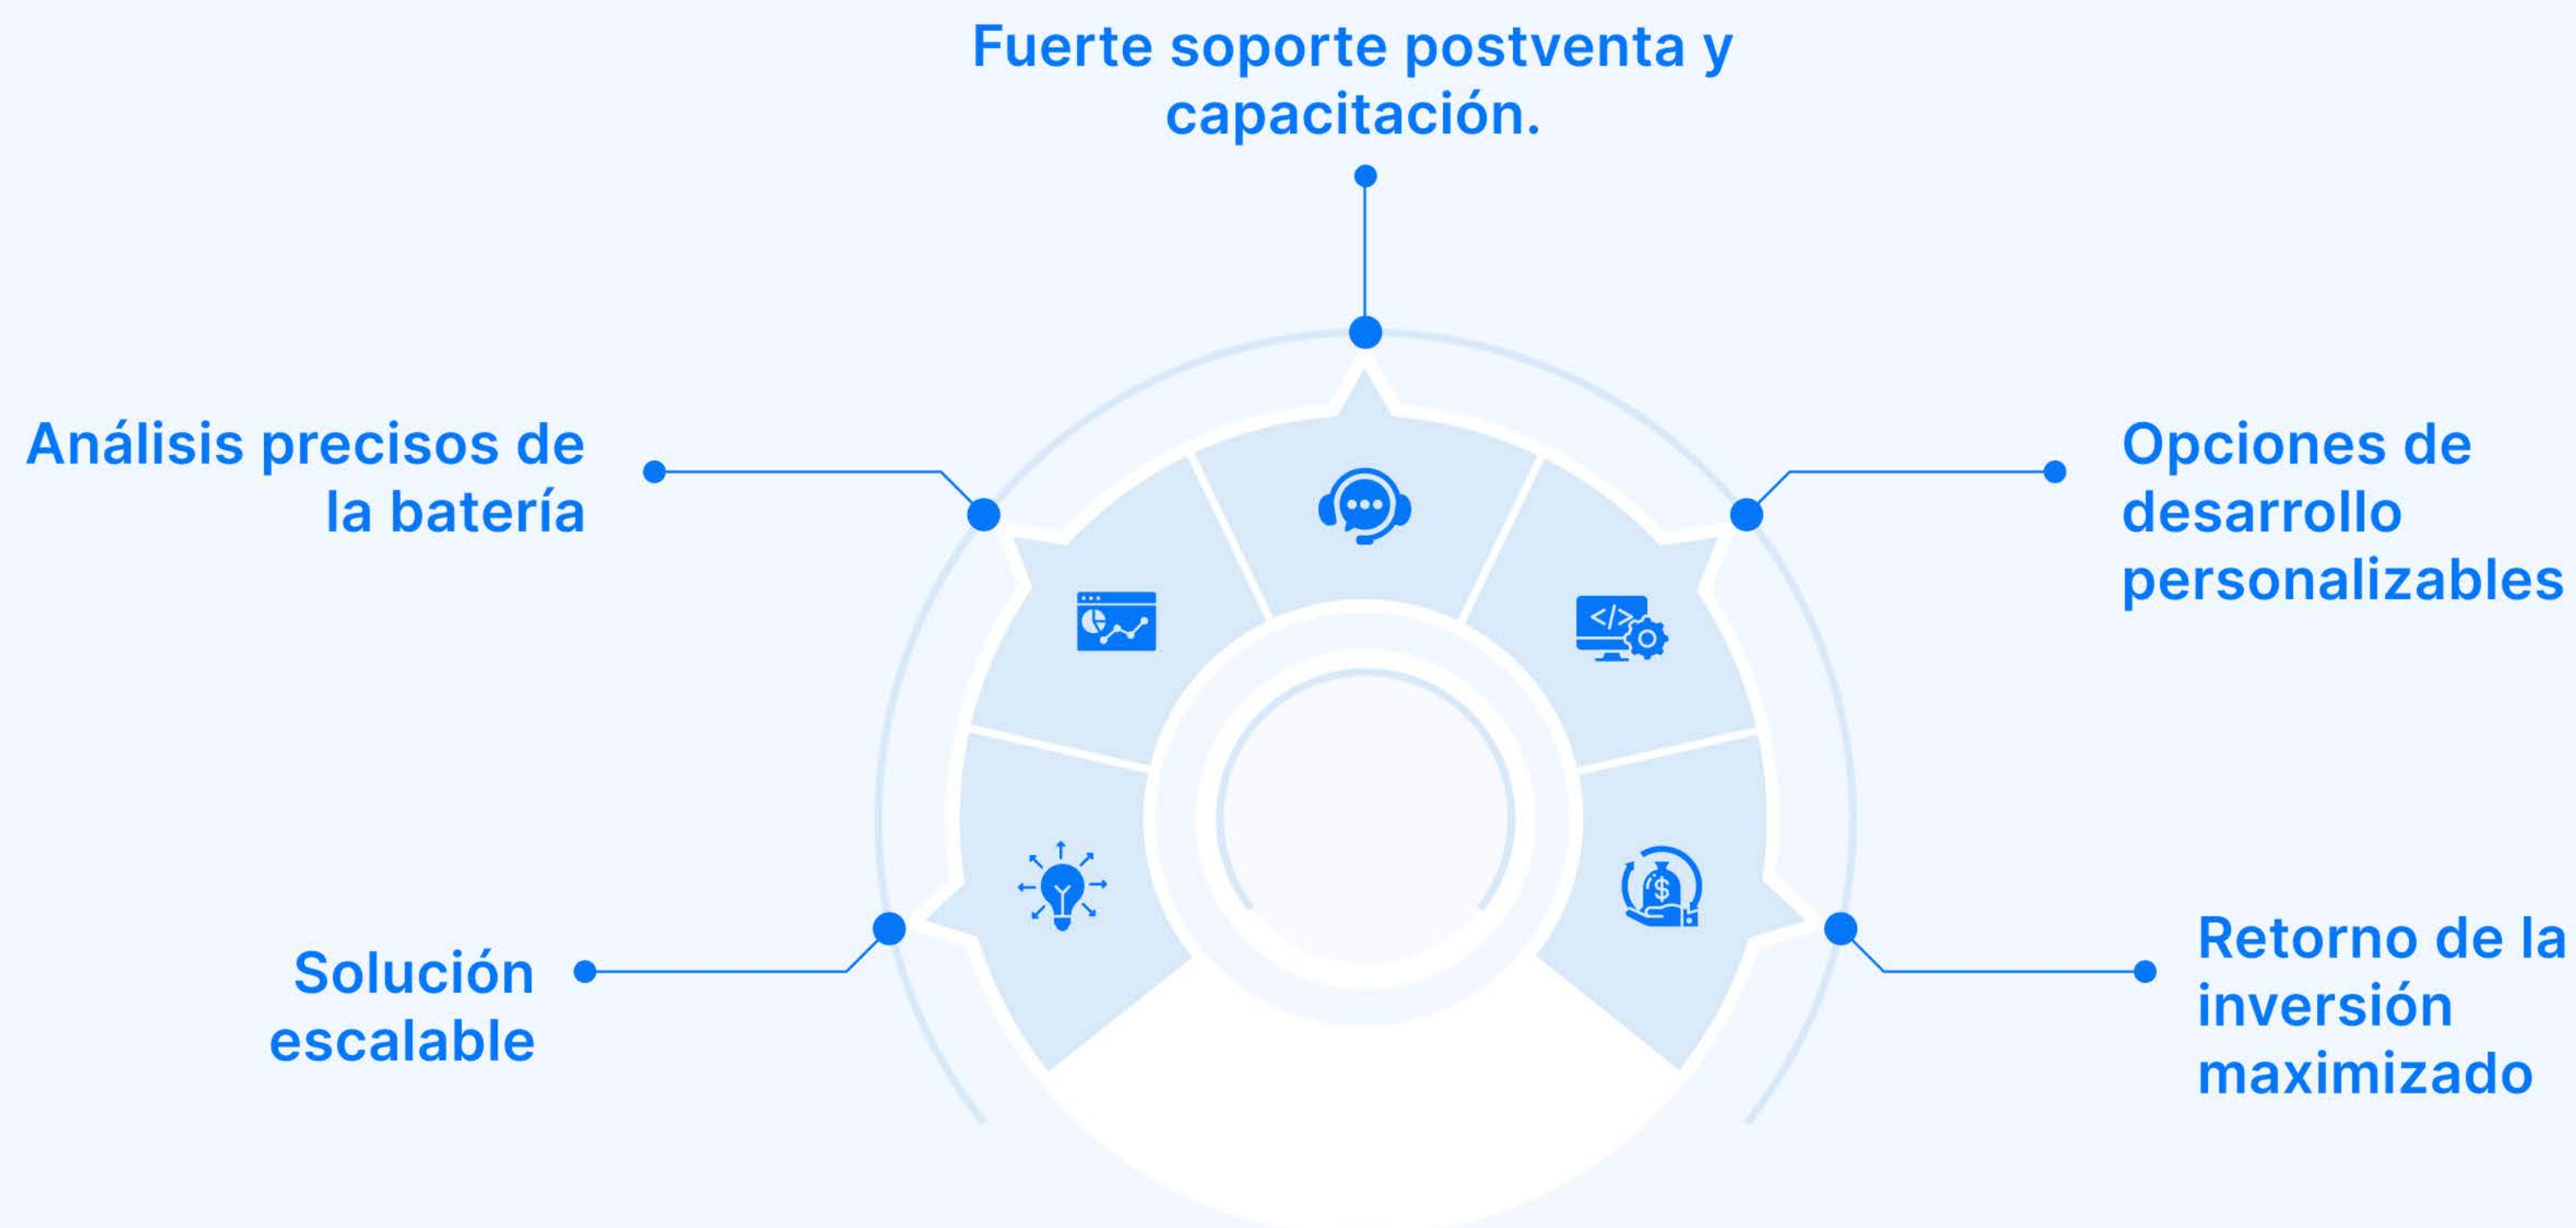 Fuerte soporte postventa y
capacitación.
Análisis precisos de
la batería
Opciones de
desarrollo
personalizables
Solución
escalable
Retorno de la
inversión
maximizado